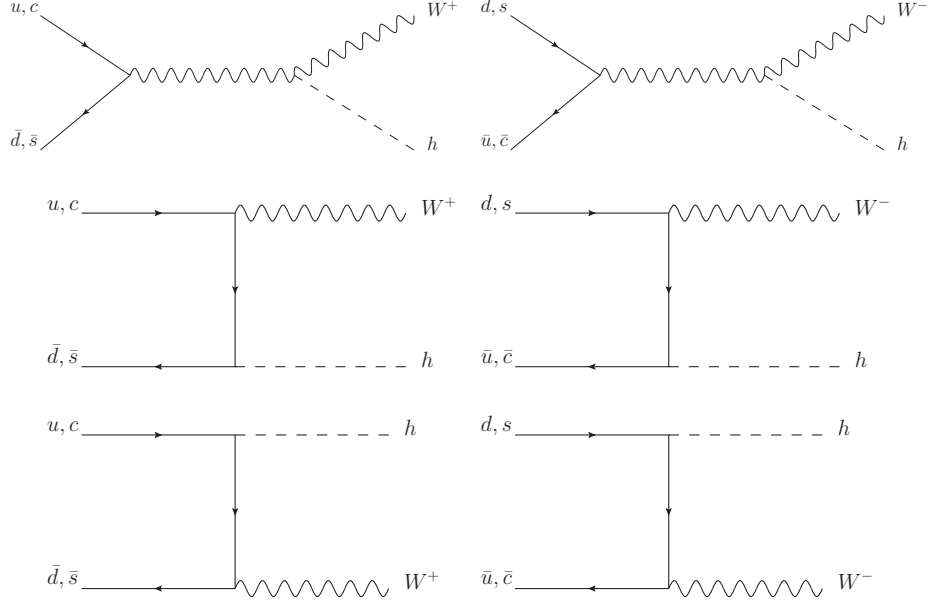 u, c W⁺ d, s W⁻
d̄, s̄ h ū, c̄ h
u, c W⁺ d, s W⁻
d̄, s̄ h ū, c̄ h
u, c h d, s h
d̄, s̄ W⁺ ū, c̄ W⁻